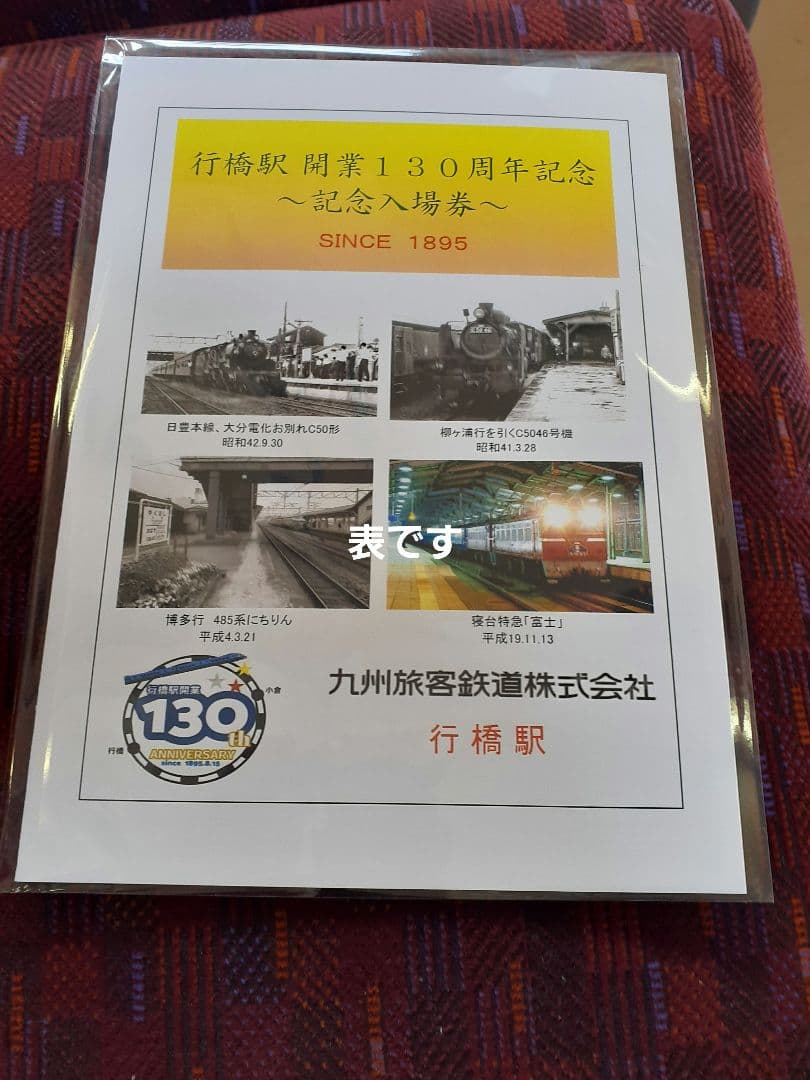 行橋駅 開業130周年記念
～記念入場券～
SINCE 1895
日豊本線、大分電化お別れC50形
昭和42.9.30
柳ヶ浦行を引くC5046号機
昭和41.3.28
表です
博多行 485系にちりん
平成4.3.21
寝台特急「富士」
平成19.11.13
行橋駅開業
130th
ANNIVERSARY
since 1895.8.15
小倉
行橋
九州旅客鉄道株式会社
行橋駅